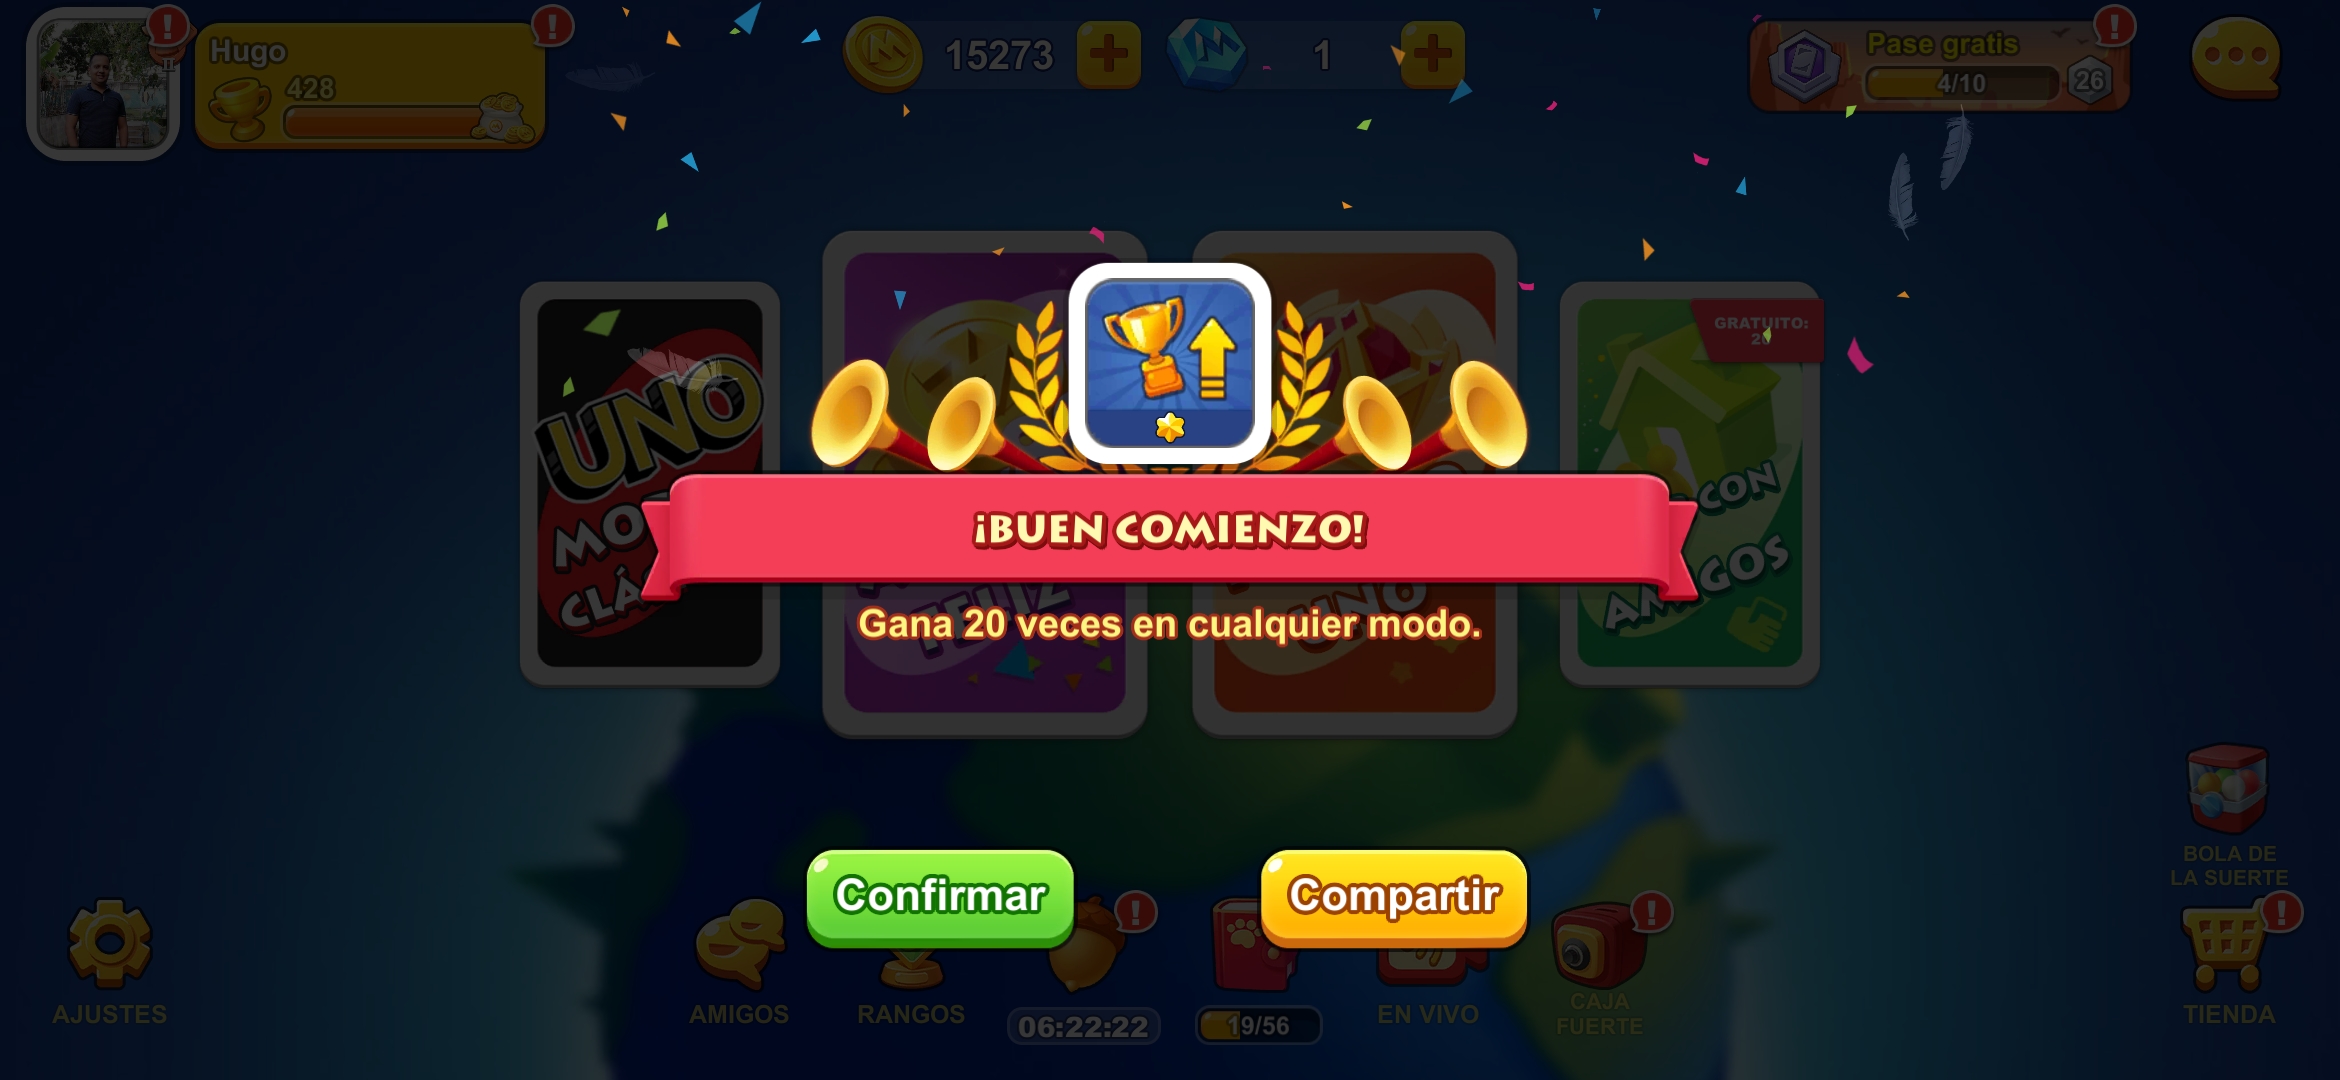 Hugo
428
15273
1
Pase gratis
4/10
26
GRATUITO:
UNO
CLÁ
FELIZ
UNO
CON
AMIGOS
¡BUEN COMIENZO!
Gana 20 veces en cualquier modo.
Confirmar
Compartir
BOLA DE
LA SUERTE
AJUSTES
AMIGOS
RANGOS
06:22:22
19/56
EN VIVO
CAJA
FUERTE
TIENDA